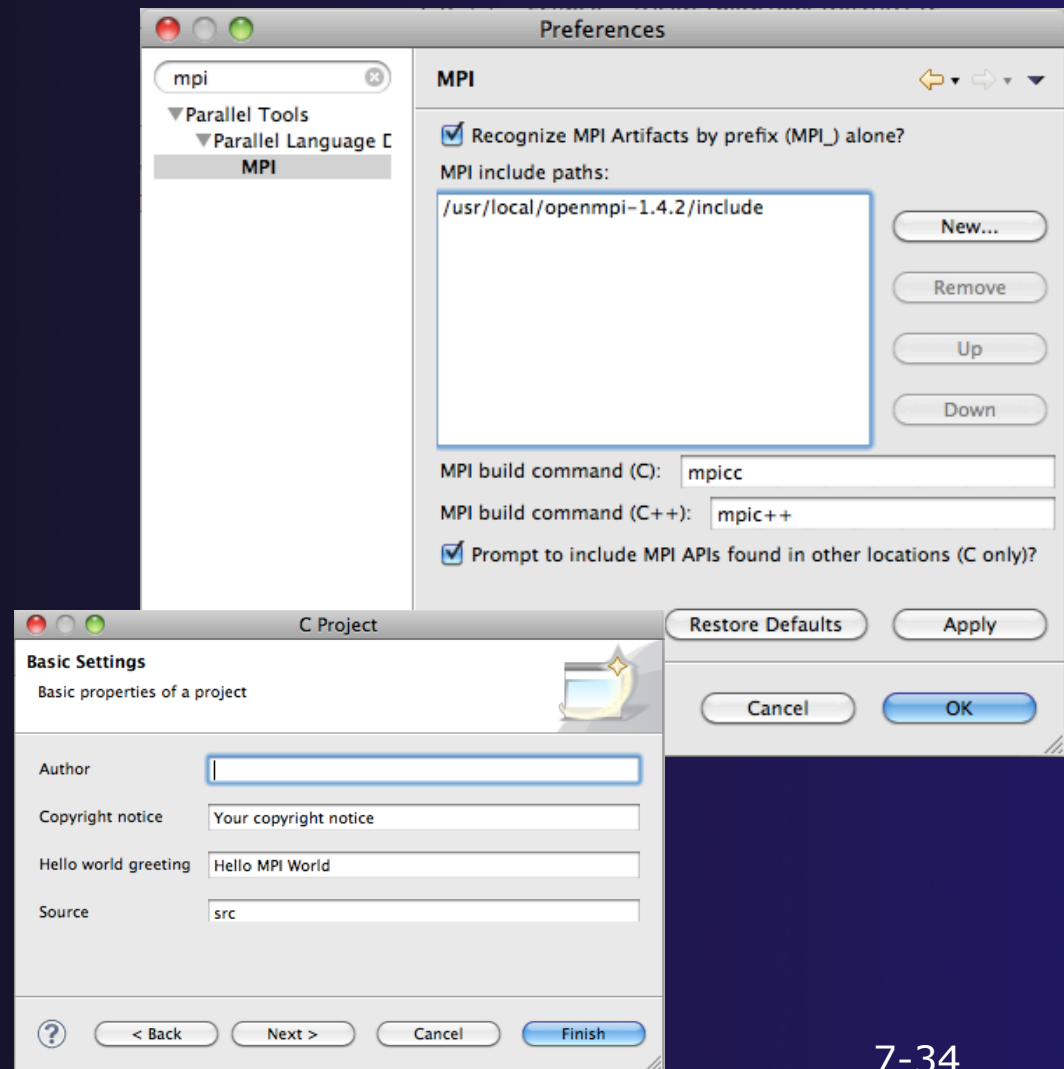 Preferences
mpi
MPI
Parallel Tools
Parallel Language D
MPI
Recognize MPI Artifacts by prefix (MPI_) alone?
MPI include paths:
/usr/local/openmpi-1.4.2/include
New...
Remove
Up
Down
MPI build command (C): mpicc
MPI build command (C++): mpic++
Prompt to include MPI APIs found in other locations (C only)?
Restore Defaults
Apply
Cancel
OK
C Project
Basic Settings
Basic properties of a project
Author
Copyright notice Your copyright notice
Hello world greeting Hello MPI World
Source src
? < Back Next > Cancel Finish
7-34